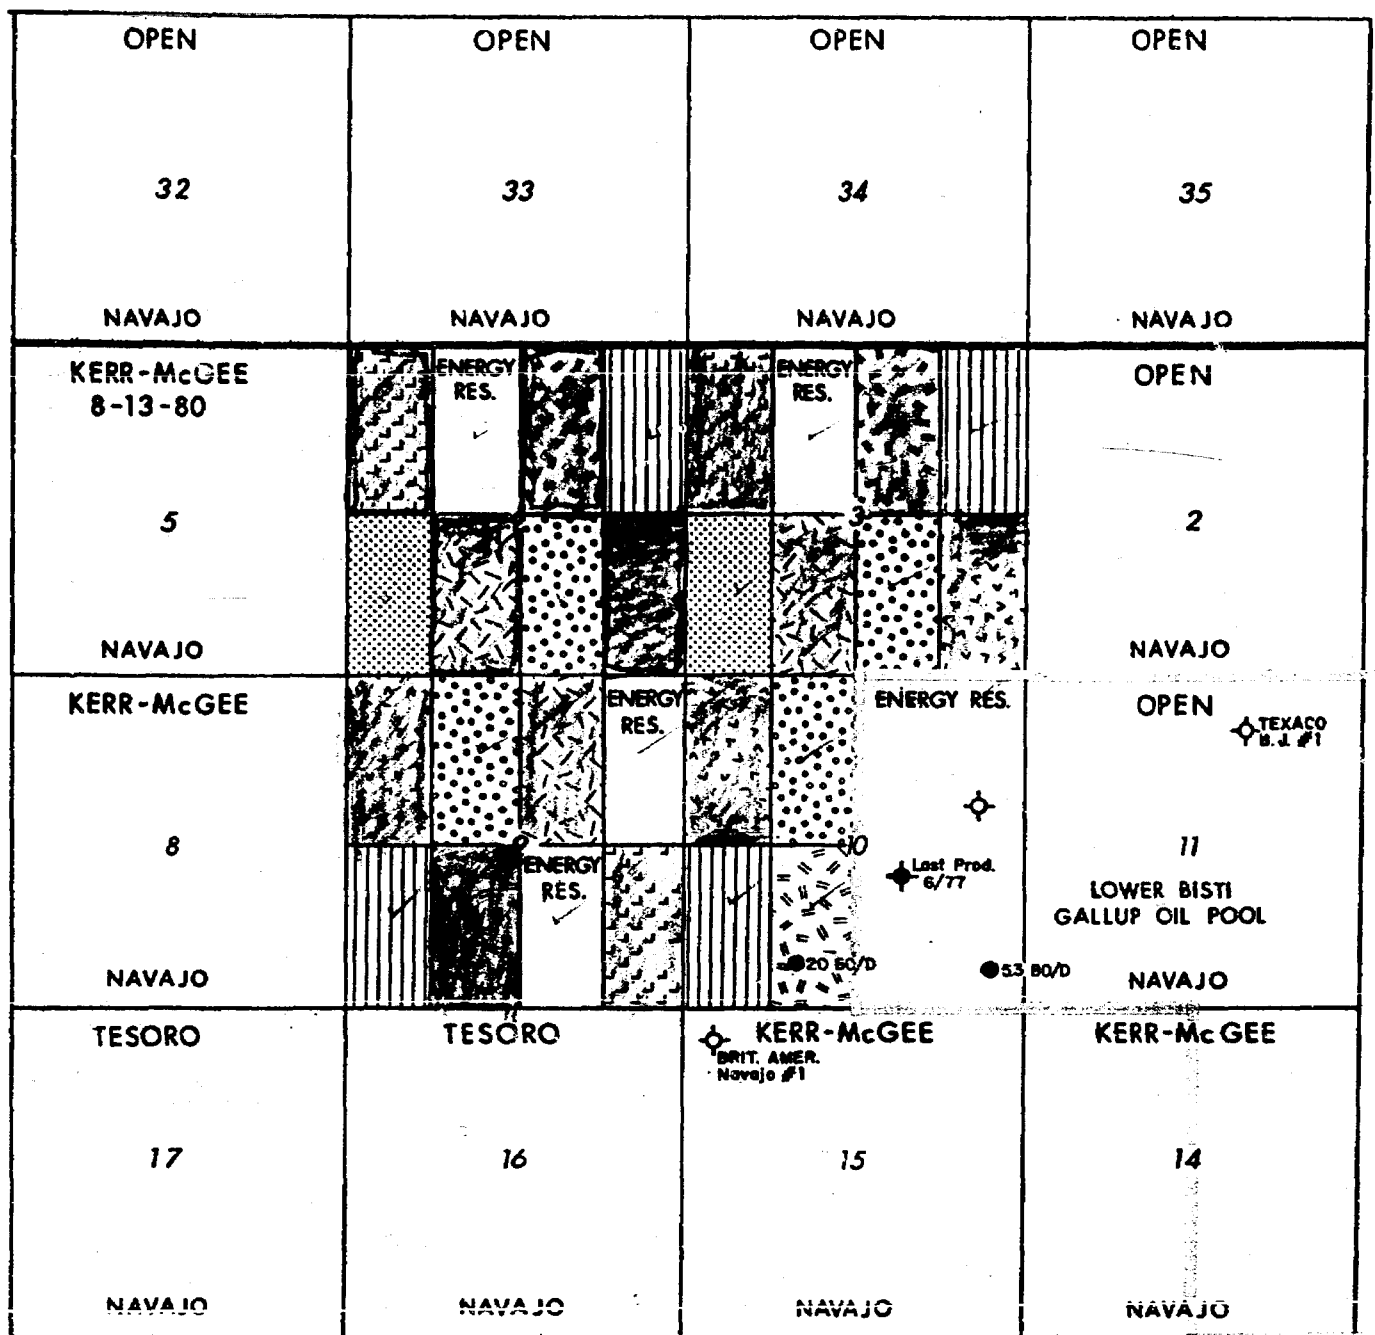 OPEN OPEN OPEN OPEN
32 33 34 35
NAVAJO NAVAJO NAVAJO NAVAJO
KERR-McGEE
8-13-80
ENERGY
RES.
ENERGY
RES.
OPEN
5 3 2
NAVAJO NAVAJO
KERR-McGEE
ENERGY
RES.
ENERGY RES.
OPEN
TEXACO
B.J. #1
8 9 10 11
ENERGY
RES.
Last Prod.
6/77
LOWER BISTI
GALLUP OIL POOL
20 BO/D
53 BO/D
NAVAJO NAVAJO
TESORO TESORO KERR-McGEE KERR-McGEE
BRIT. AMER.
Navajo #1
17 16 15 14
NAVAJO NAVAJO NAVAJO NAVAJO